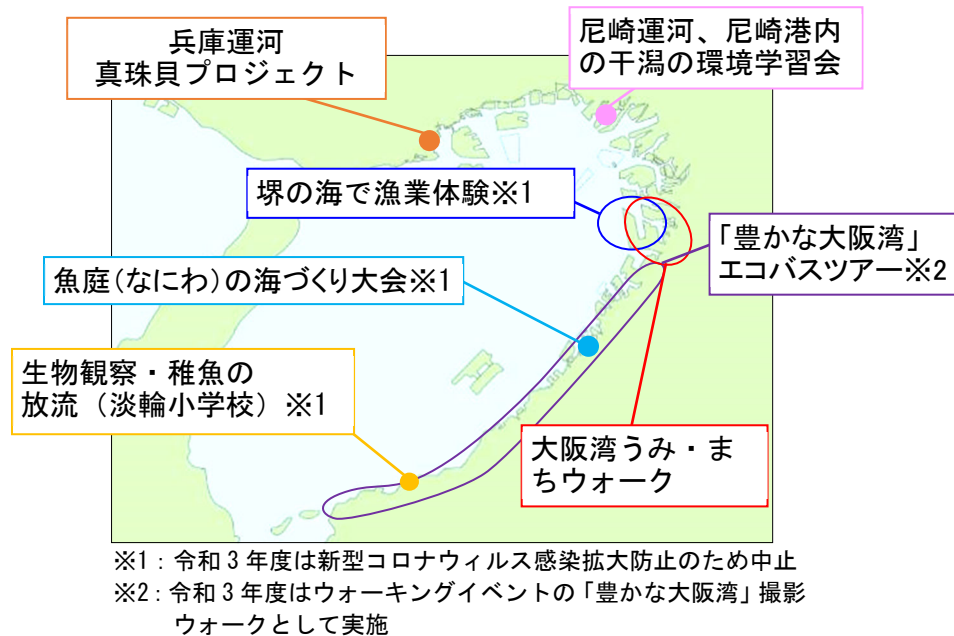 兵庫運河
真珠貝プロジェクト
尼崎運河、尼崎港内
の干潟の環境学習会
堺の海で漁業体験※1
「豊かな大阪湾」
エコバスツアー※2
魚庭(なにわ)の海づくり大会※1
生物観察・稚魚の
放流（淡輪小学校）※1
大阪湾うみ・ま
ちウォーク
※1：令和3年度は新型コロナウィルス感染拡大防止のため中止
※2：令和3年度はウォーキングイベントの「豊かな大阪湾」撮影
ウォークとして実施